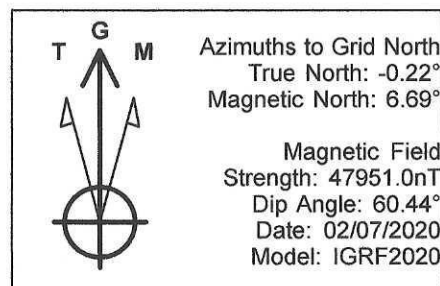 G
T M
Azimuths to Grid North
True North: -0.22°
Magnetic North: 6.69°
Magnetic Field
Strength: 47951.0nT
Dip Angle: 60.44°
Date: 02/07/2020
Model: IGRF2020